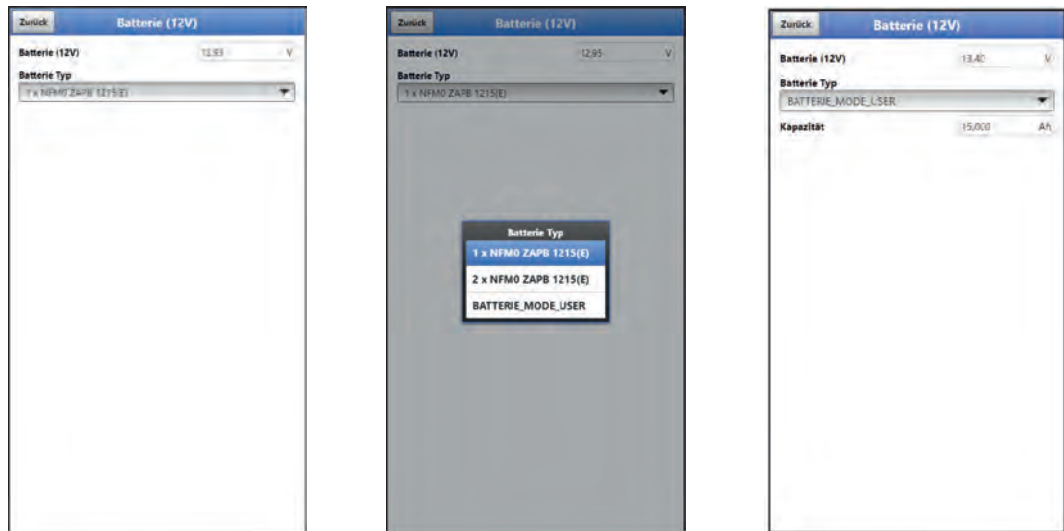 Zurück Batterie (12V)
Batterie (12V) 12.93 V
Batterie Typ
1 x NFM0 ZAPB 1215(E)
Zurück Batterie (12V)
Batterie (12V) 12.95 V
Batterie Typ
1 x NFM0 ZAPB 1215(E)
Batterie Typ
1 x NFM0 ZAPB 1215(E)
2 x NFM0 ZAPB 1215(E)
BATTERIE_MODE_USER
Zurück Batterie (12V)
Batterie (12V) 13.40 V
Batterie Typ
BATTERIE_MODE_USER
Kapazität 15.000 Ah